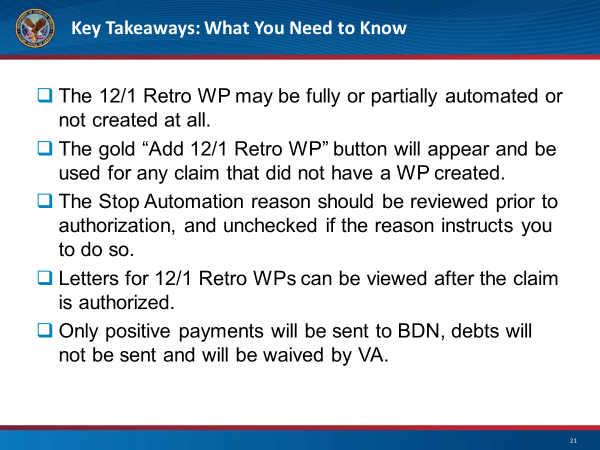 Key Takeaways: What You Need to Know
The 12/1 Retro WP may be fully or partially automated or
not created at all.
The gold “Add 12/1 Retro WP” button will appear and be
used for any claim that did not have a WP created.
The Stop Automation reason should be reviewed prior to
authorization, and unchecked if the reason instructs you
to do so.
Letters for 12/1 Retro WPs can be viewed after the claim
is authorized.
Only positive payments will be sent to BDN, debts will
not be sent and will be waived by VA.
21